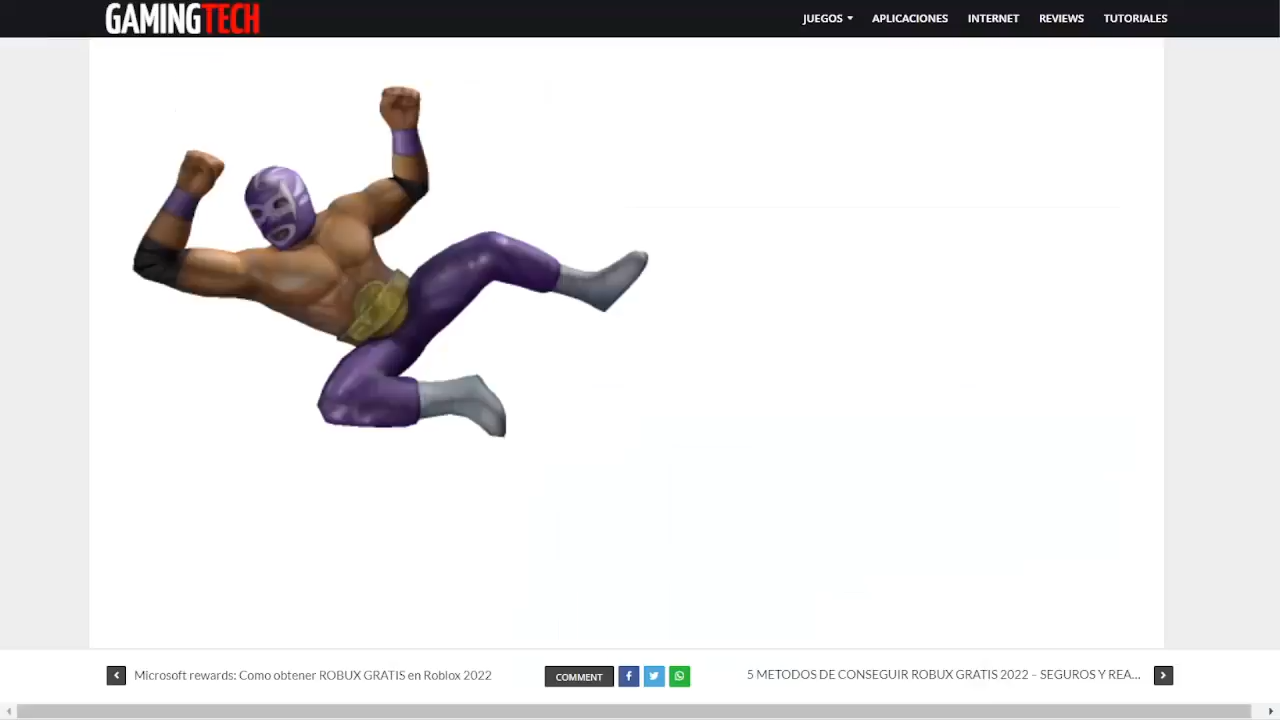 GAMINGTECH
JUEGOS APLICACIONES INTERNET REVIEWS TUTORIALES
Microsoft rewards: Como obtener ROBUX GRATIS en Roblox 2022
COMMENT
5 METODOS DE CONSEGUIR ROBUX GRATIS 2022 – SEGUROS Y REA...